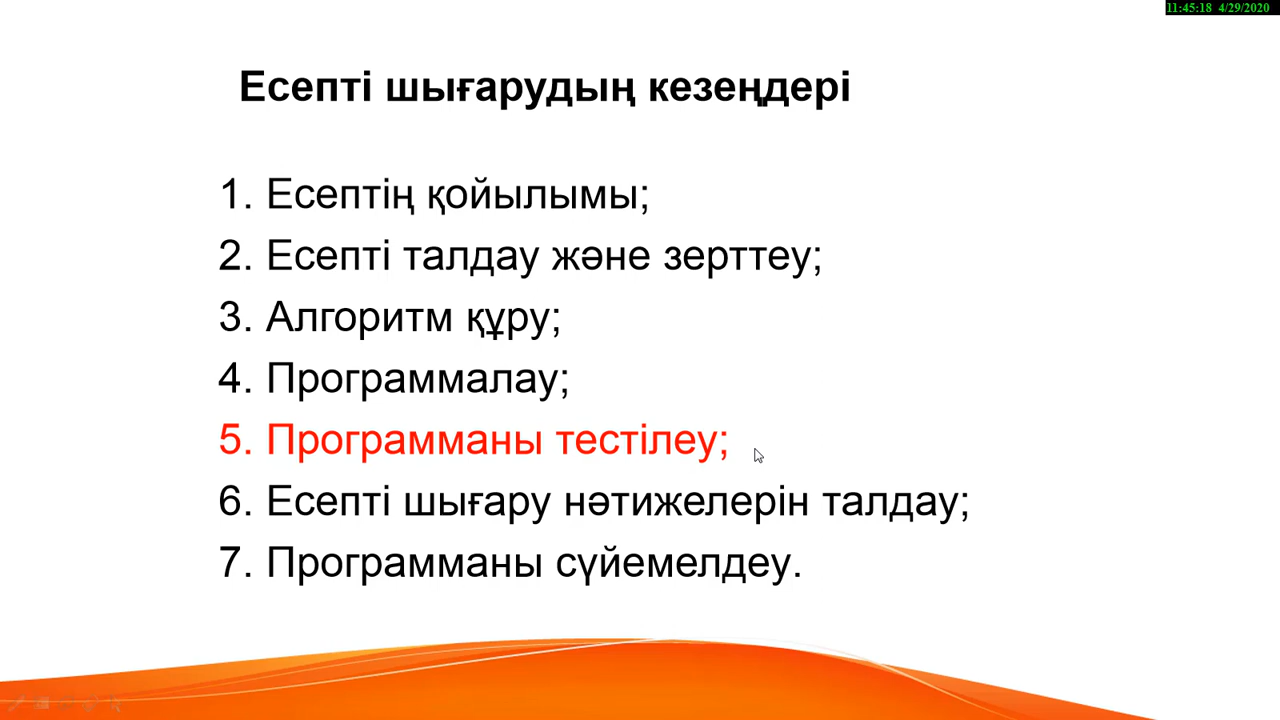 11:45:18 4/29/2020
Есепті шығарудың кезеңдері
1. Есептің қойылымы;
2. Есепті талдау және зерттеу;
3. Алгоритм құру;
4. Программалау;
5. Программаны тестілеу;
6. Есепті шығару нәтижелерін талдау;
7. Программаны сүйемелдеу.